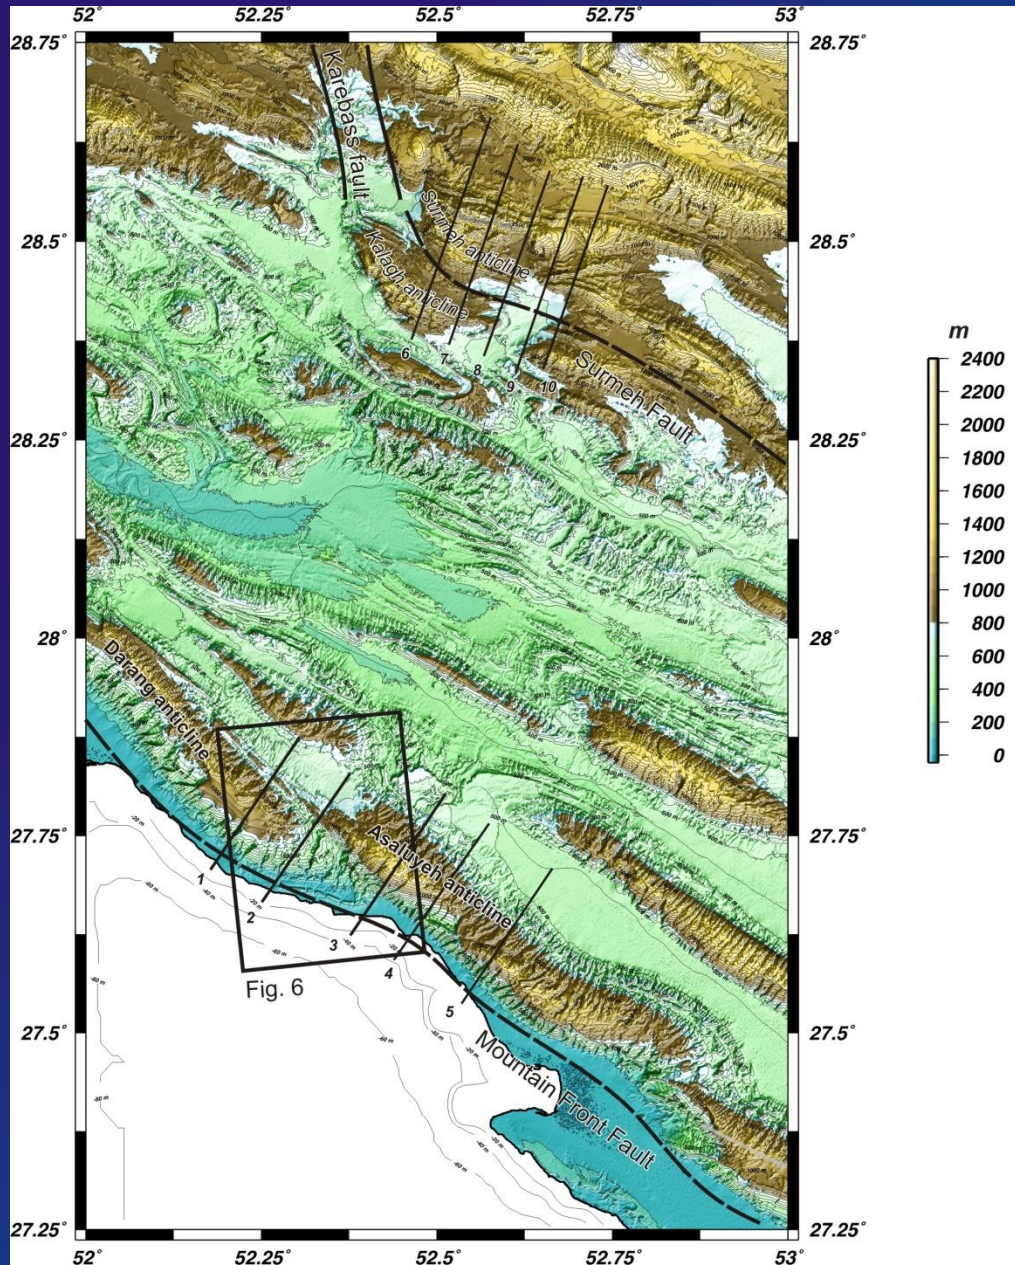 52° 52.25° 52.5° 52.75° 53°
28.75° 28.75°
Karebass fault
Surmeh anticline
28.5° 28.5°
Kalagh anticline
6 7 8 9 10
Surmeh Fault
m
2400
2200
2000
1800
1600
1400
1200
1000
800
600
400
200
0
28.25° 28.25°
28° 28°
Darang anticline
27.75° 27.75°
Asaluyeh anticline
1
2
3
4
5
-20 m
-40 m
-60 m
Fig. 6
27.5° 27.5°
Mountain Front Fault
27.25° 27.25°
52° 52.25° 52.5° 52.75° 53°